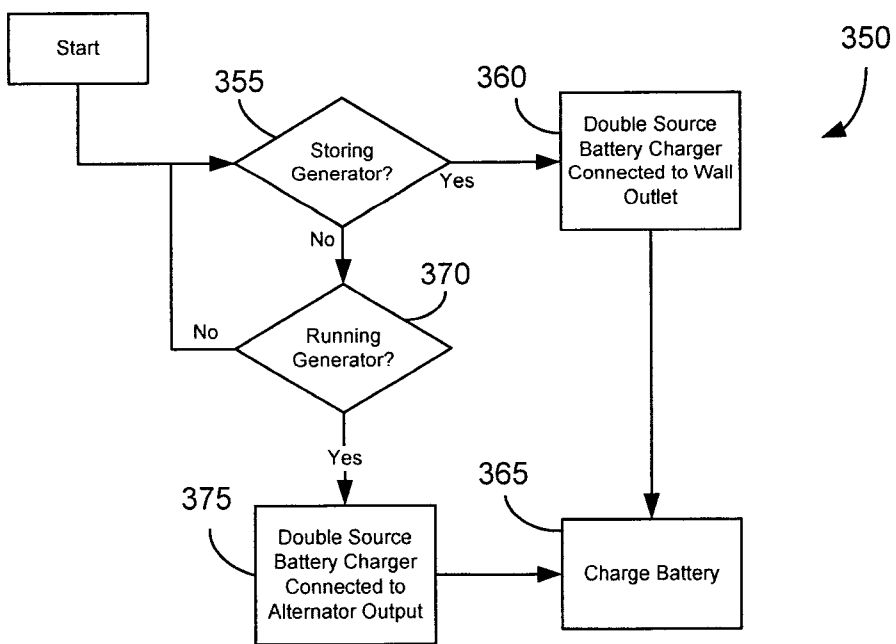 Start
350
355
360
Storing
Generator?
Yes
Double Source
Battery Charger
Connected to Wall
Outlet
No
370
No
Running
Generator?
Yes
375
365
Double Source
Battery Charger
Connected to
Alternator Output
Charge Battery